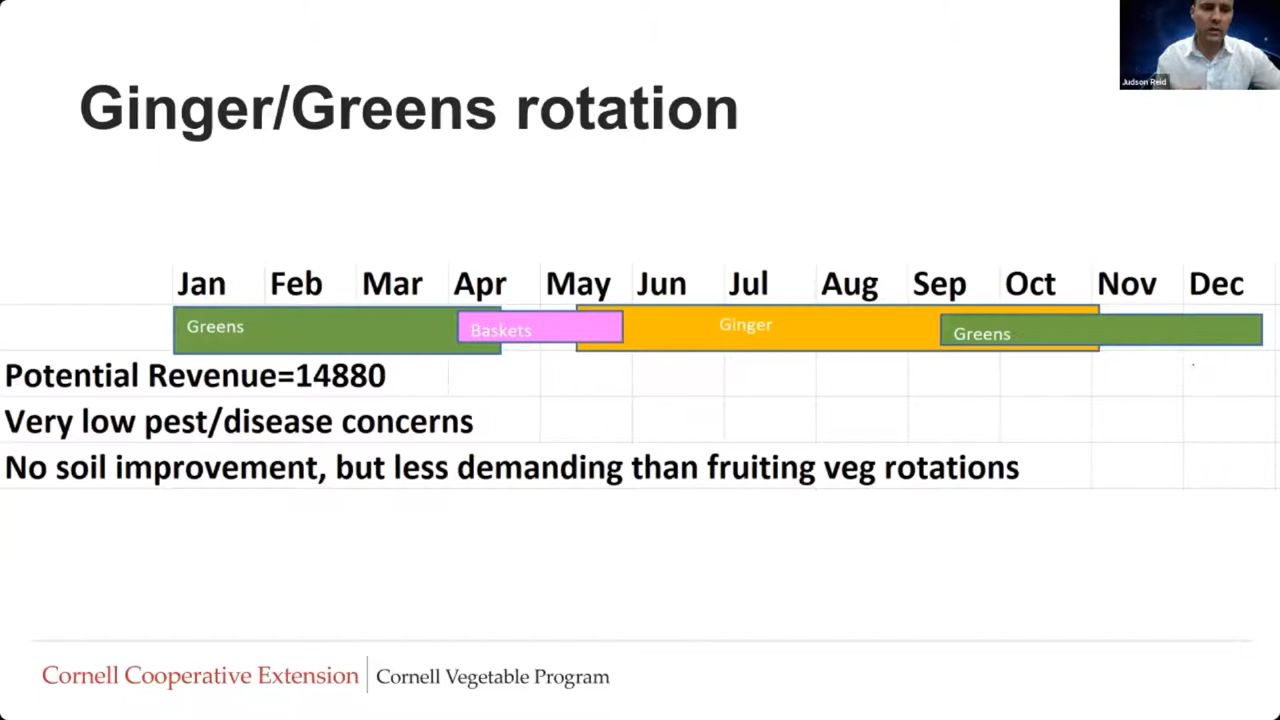 Judson Reid
Ginger/Greens rotation
Jan Feb Mar Apr May Jun Jul Aug Sep Oct Nov Dec
Greens Baskets Ginger Greens
Potential Revenue=14880
Very low pest/disease concerns
No soil improvement, but less demanding than fruiting veg rotations
Cornell Cooperative Extension Cornell Vegetable Program